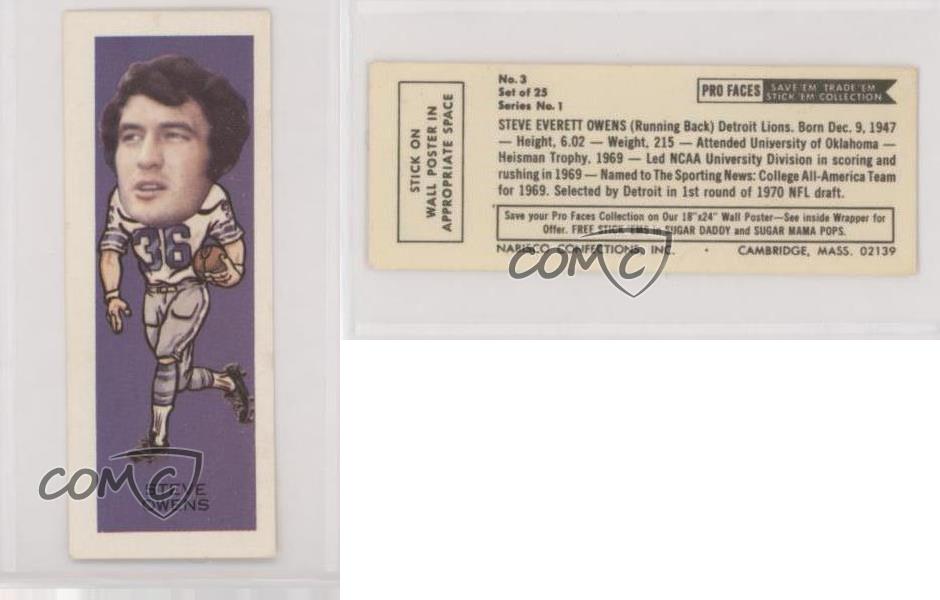 36
STEVE
OWENS
COMC
STICK ON
WALL POSTER IN
APPROPRIATE SPACE
No. 3
Set of 25
Series No. 1
PRO FACES
SAVE 'EM TRADE 'EM
STICK 'EM COLLECTION
STEVE EVERETT OWENS (Running Back) Detroit Lions. Born Dec. 9, 1947
— Height, 6.02 — Weight, 215 — Attended University of Oklahoma —
Heisman Trophy, 1969 — Led NCAA University Division in scoring and
rushing in 1969 — Named to The Sporting News: College All-America Team
for 1969. Selected by Detroit in 1st round of 1970 NFL draft.
Save your Pro Faces Collection on Our 18"x24" Wall Poster—See inside Wrapper for
Offer. FREE STICK 'EMS in SUGAR DADDY and SUGAR MAMA POPS.
NABISCO CONFECTIONS, INC. · CAMBRIDGE, MASS. 02139
COMC